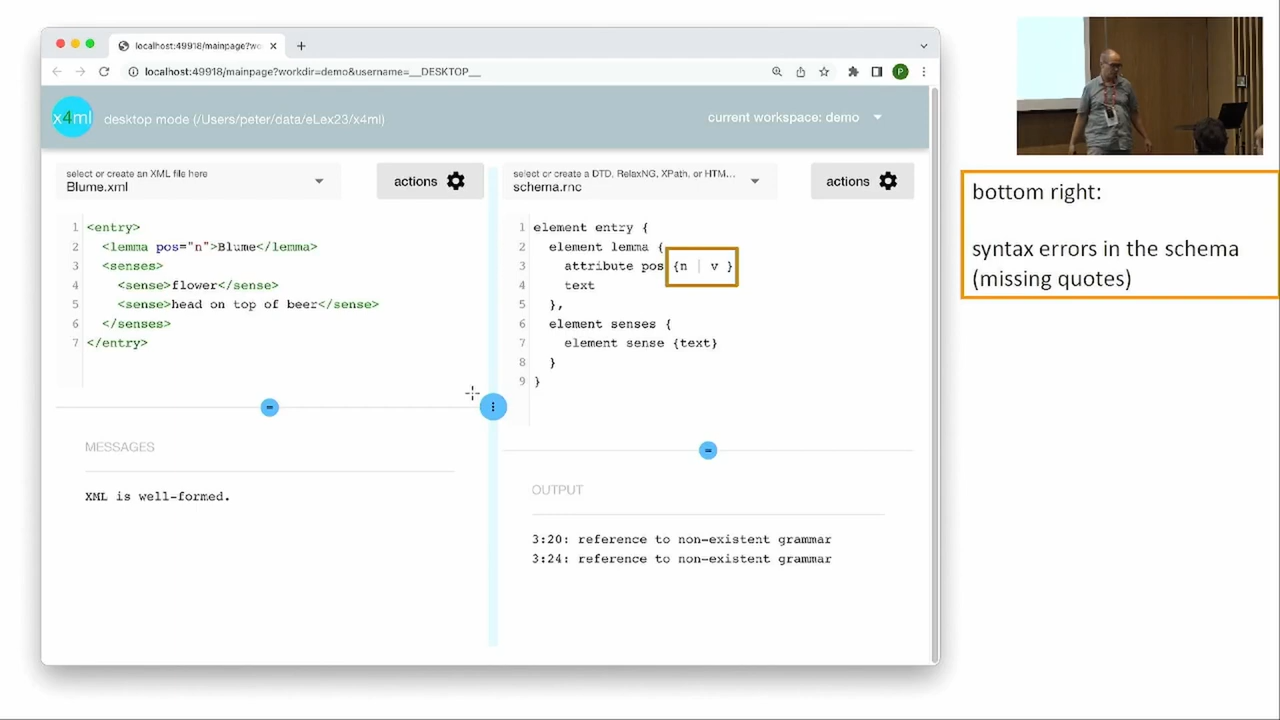 localhost:49918/mainpage?wo
localhost:49918/mainpage?workdir=demo&username=__DESKTOP__
P
x4ml desktop mode (/Users/peter/data/eLex23/x4ml)
current workspace: demo
select or create an XML file here
Blume.xml
actions
select or create a DTD, RelaxNG, XPath, or HTM...
schema.rnc
actions
1 <entry>
2 <lemma pos="n">Blume</lemma>
3 <senses>
4 <sense>flower</sense>
5 <sense>head on top of beer</sense>
6 </senses>
7 </entry>
1 element entry {
2 element lemma {
3 attribute pos {n | v }
4 text
5 },
6 element senses {
7 element sense {text}
8 }
9 }
MESSAGES
XML is well-formed.
OUTPUT
3:20: reference to non-existent grammar
3:24: reference to non-existent grammar
bottom right:
syntax errors in the schema
(missing quotes)